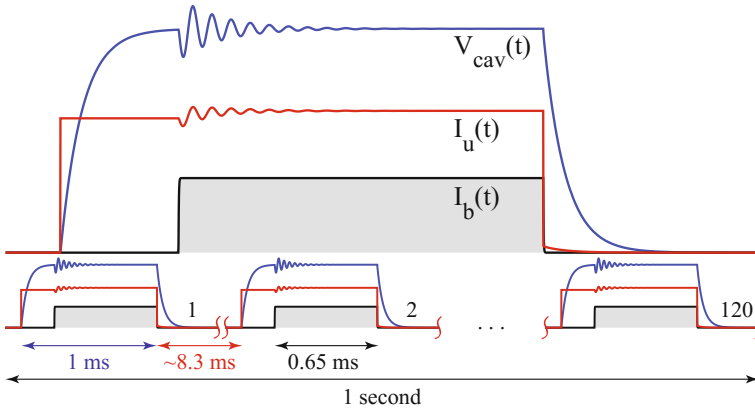 V_cav(t)
I_u(t)
I_b(t)
1 2 . . . 120
1 ms ~8.3 ms 0.65 ms
1 second